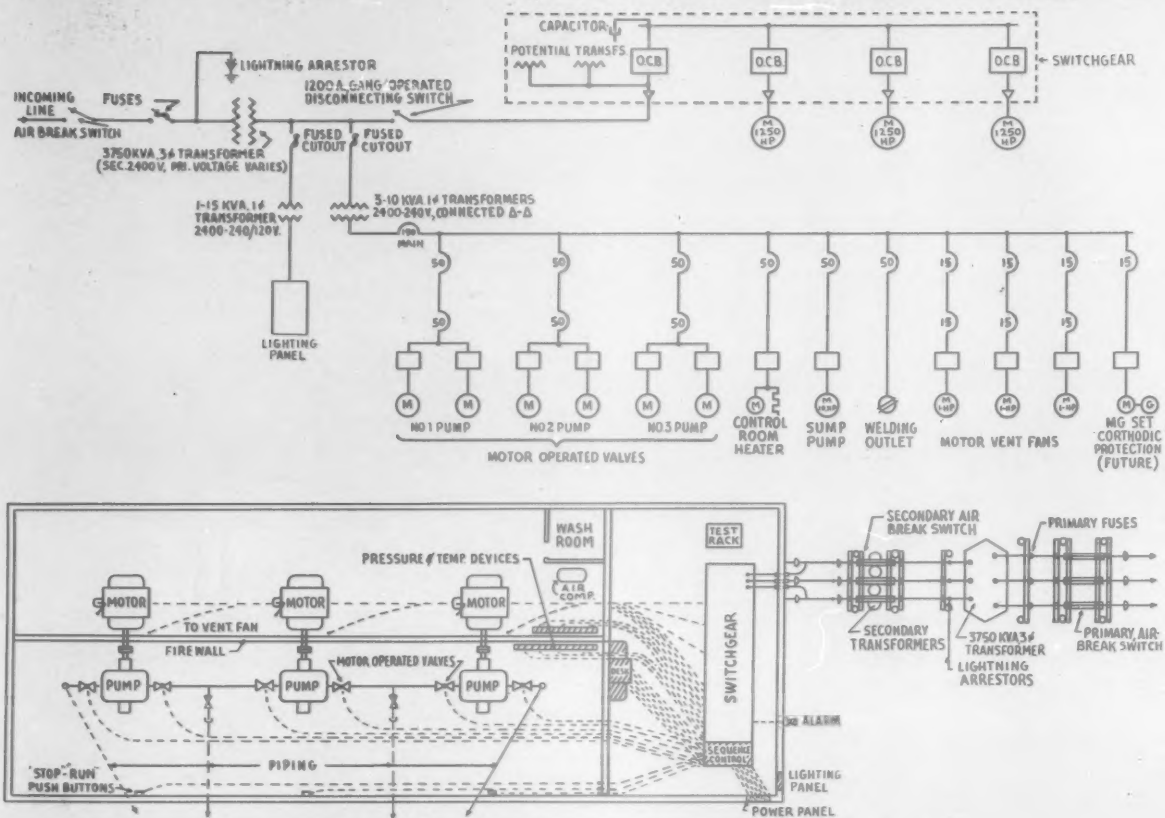 CAPACITOR
POTENTIAL TRANSFS
O.C.B.
O.C.B.
O.C.B.
O.C.B.
SWITCHGEAR
LIGHTNING ARRESTOR
1200 A. GANG OPERATED
DISCONNECTING SWITCH
INCOMING
LINE
FUSES
AIR BREAK SWITCH
3750 KVA. 3ϕ TRANSFORMER
(SEC. 2400V, PRI. VOLTAGE VARIES)
FUSED
CUTOUT
FUSED
CUTOUT
M
1250
HP
M
1250
HP
M
1250
HP
1-15 KVA. 1ϕ
TRANSFORMER
2400-240/120V.
3-10 KVA. 1ϕ TRANSFORMERS
2400-240V, CONNECTED Δ-Δ
MAIN
50
50
50
50
50
50
15
15
15
15
50
50
50
15
15
15
LIGHTING
PANEL
M
M
M
M
M
M
M
M
M
M
M
M
G
NO 1 PUMP
NO 2 PUMP
NO 3 PUMP
MOTOR OPERATED VALVES
CONTROL
ROOM
HEATER
SUMP
PUMP
WELDING
OUTLET
MOTOR VENT FANS
MG SET
CORTHODIC
PROTECTION
(FUTURE)
WASH
ROOM
TEST
RACK
SECONDARY AIR
BREAK SWITCH
PRIMARY FUSES
PRESSURE & TEMP. DEVICES
AIR
COMP.
MOTOR
MOTOR
MOTOR
TO VENT. FAN
FIREWALL
MOTOR OPERATED VALVES
PUMP
PUMP
PUMP
DESK
SWITCHGEAR
SECONDARY
TRANSFORMERS
3750 KVA 3ϕ
TRANSFORMER
LIGHTNING
ARRESTORS
PRIMARY, AIR-
BREAK SWITCH
ALARM
SEQUENCE
CONTROL
PIPING
"STOP-RUN"
PUSH BUTTONS
LIGHTING
PANEL
POWER PANEL